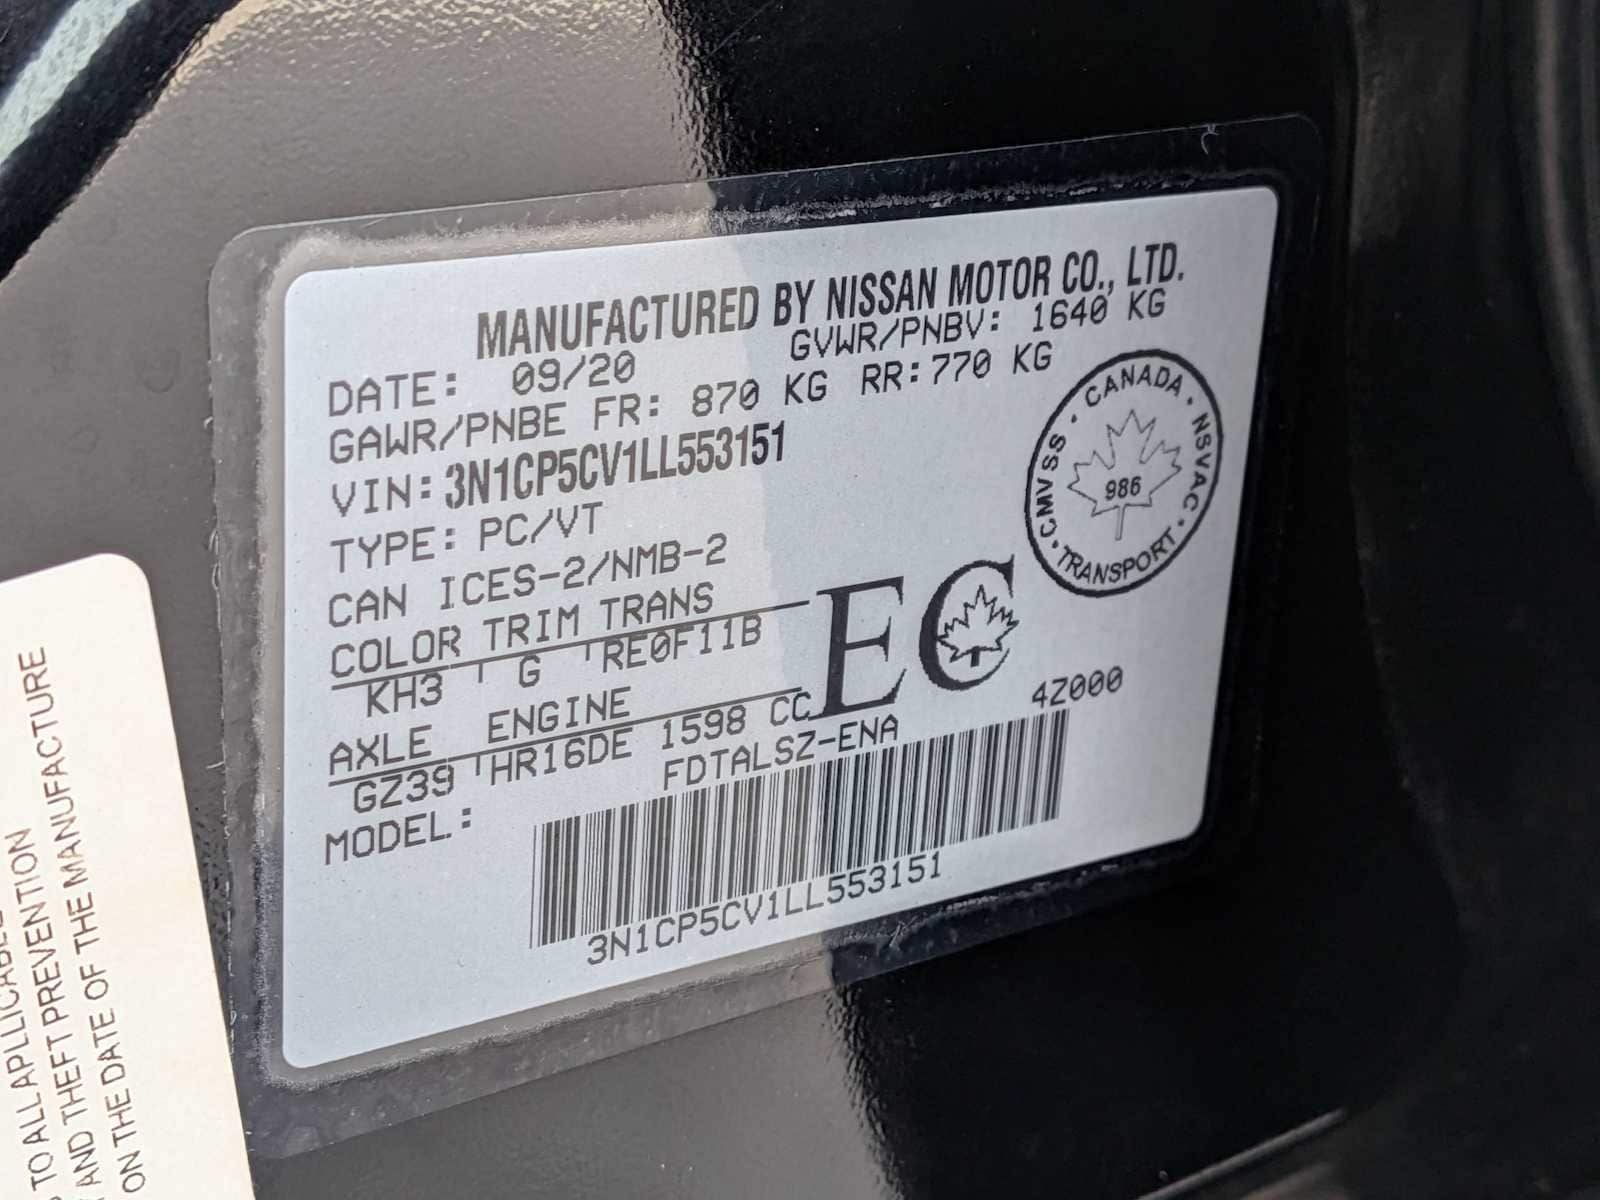 MANUFACTURED BY NISSAN MOTOR CO., LTD.
DATE: 09/20 GVWR/PNBV: 1640 KG
GAWR/PNBE FR: 870 KG RR: 770 KG
VIN: 3N1CP5CV1LL553151
TYPE: PC/VT
CAN ICES-2/NMB-2
COLOR TRIM TRANS
KH3 G RE0F11B
AXLE ENGINE
GZ39 HR16DE 1598 CC
MODEL: FDTALSZ-ENA 4Z000
3N1CP5CV1LL553151
EC
· CANADA · NSVAC · TRANSPORT · CMVSS
986
TO ALL APLLICABLE
AND THEFT PREVENTION
ON THE DATE OF THE MANUFACTURE